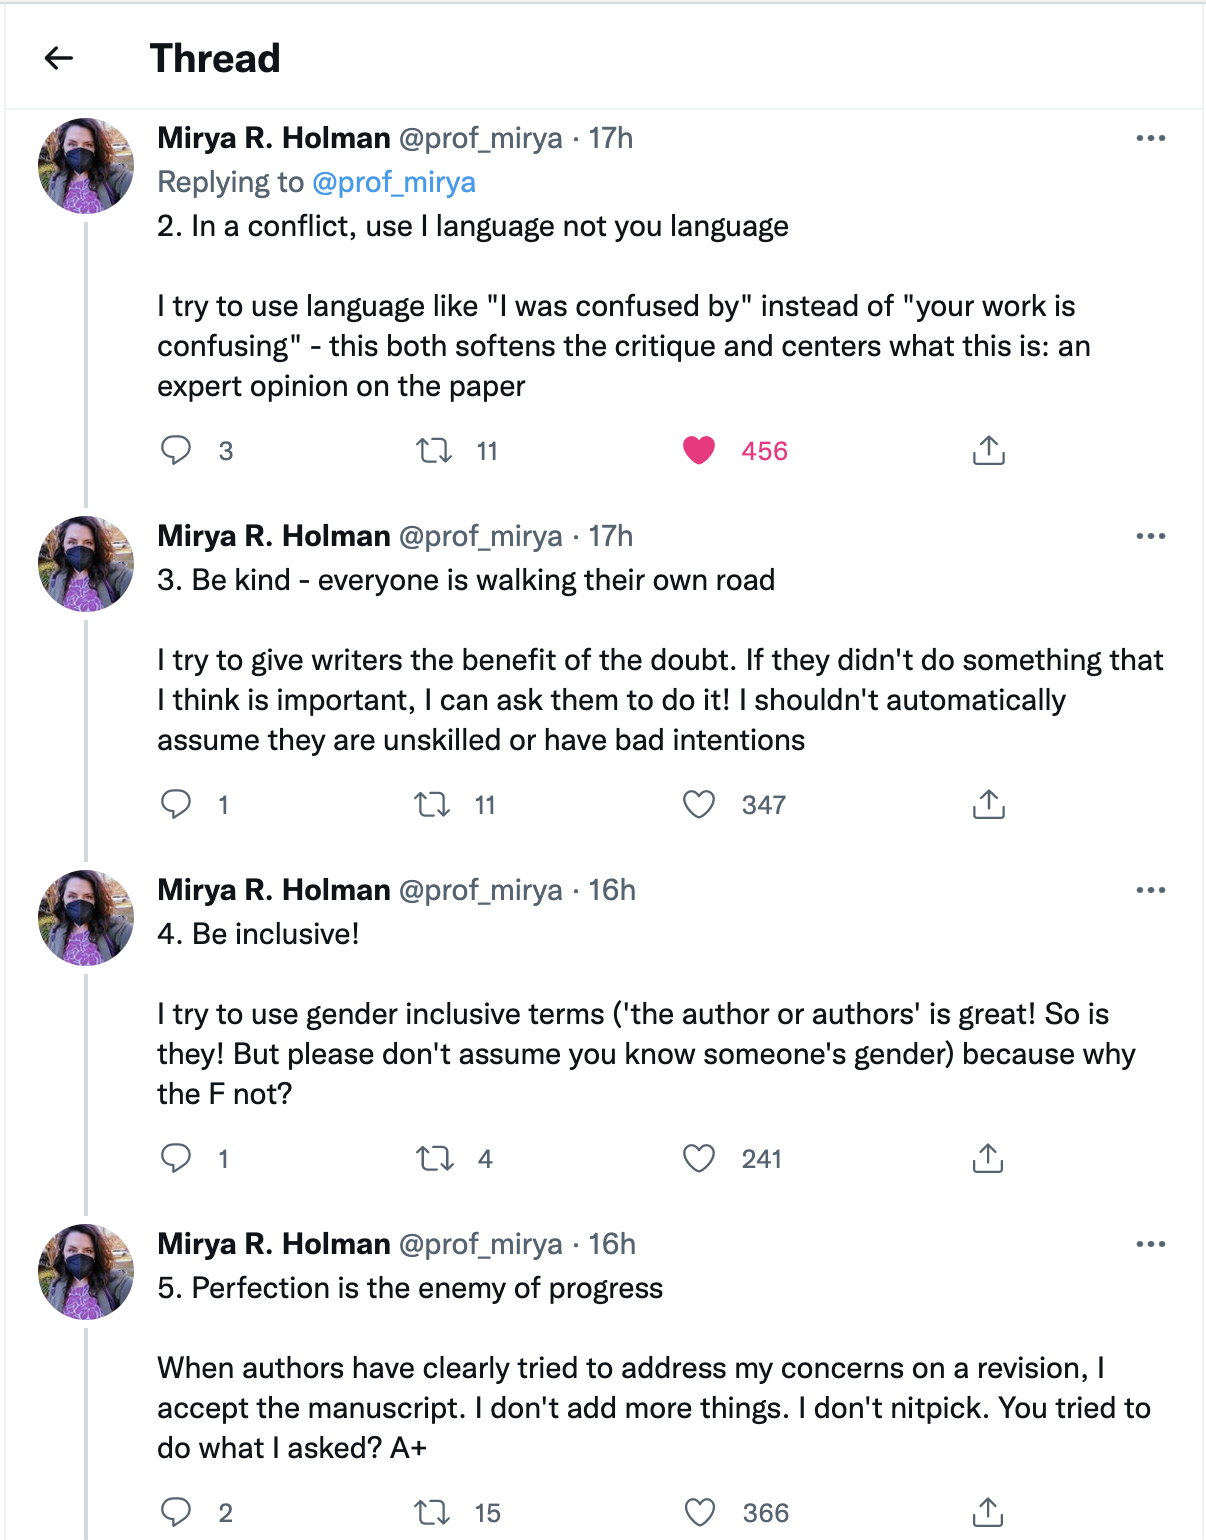 Thread
Mirya R. Holman @prof_mirya · 17h
Replying to @prof_mirya
2. In a conflict, use I language not you language
I try to use language like "I was confused by" instead of "your work is
confusing" - this both softens the critique and centers what this is: an
expert opinion on the paper
3 11 456
Mirya R. Holman @prof_mirya · 17h
3. Be kind - everyone is walking their own road
I try to give writers the benefit of the doubt. If they didn't do something that
I think is important, I can ask them to do it! I shouldn't automatically
assume they are unskilled or have bad intentions
1 11 347
Mirya R. Holman @prof_mirya · 16h
4. Be inclusive!
I try to use gender inclusive terms ('the author or authors' is great! So is
they! But please don't assume you know someone's gender) because why
the F not?
1 4 241
Mirya R. Holman @prof_mirya · 16h
5. Perfection is the enemy of progress
When authors have clearly tried to address my concerns on a revision, I
accept the manuscript. I don't add more things. I don't nitpick. You tried to
do what I asked? A+
2 15 366